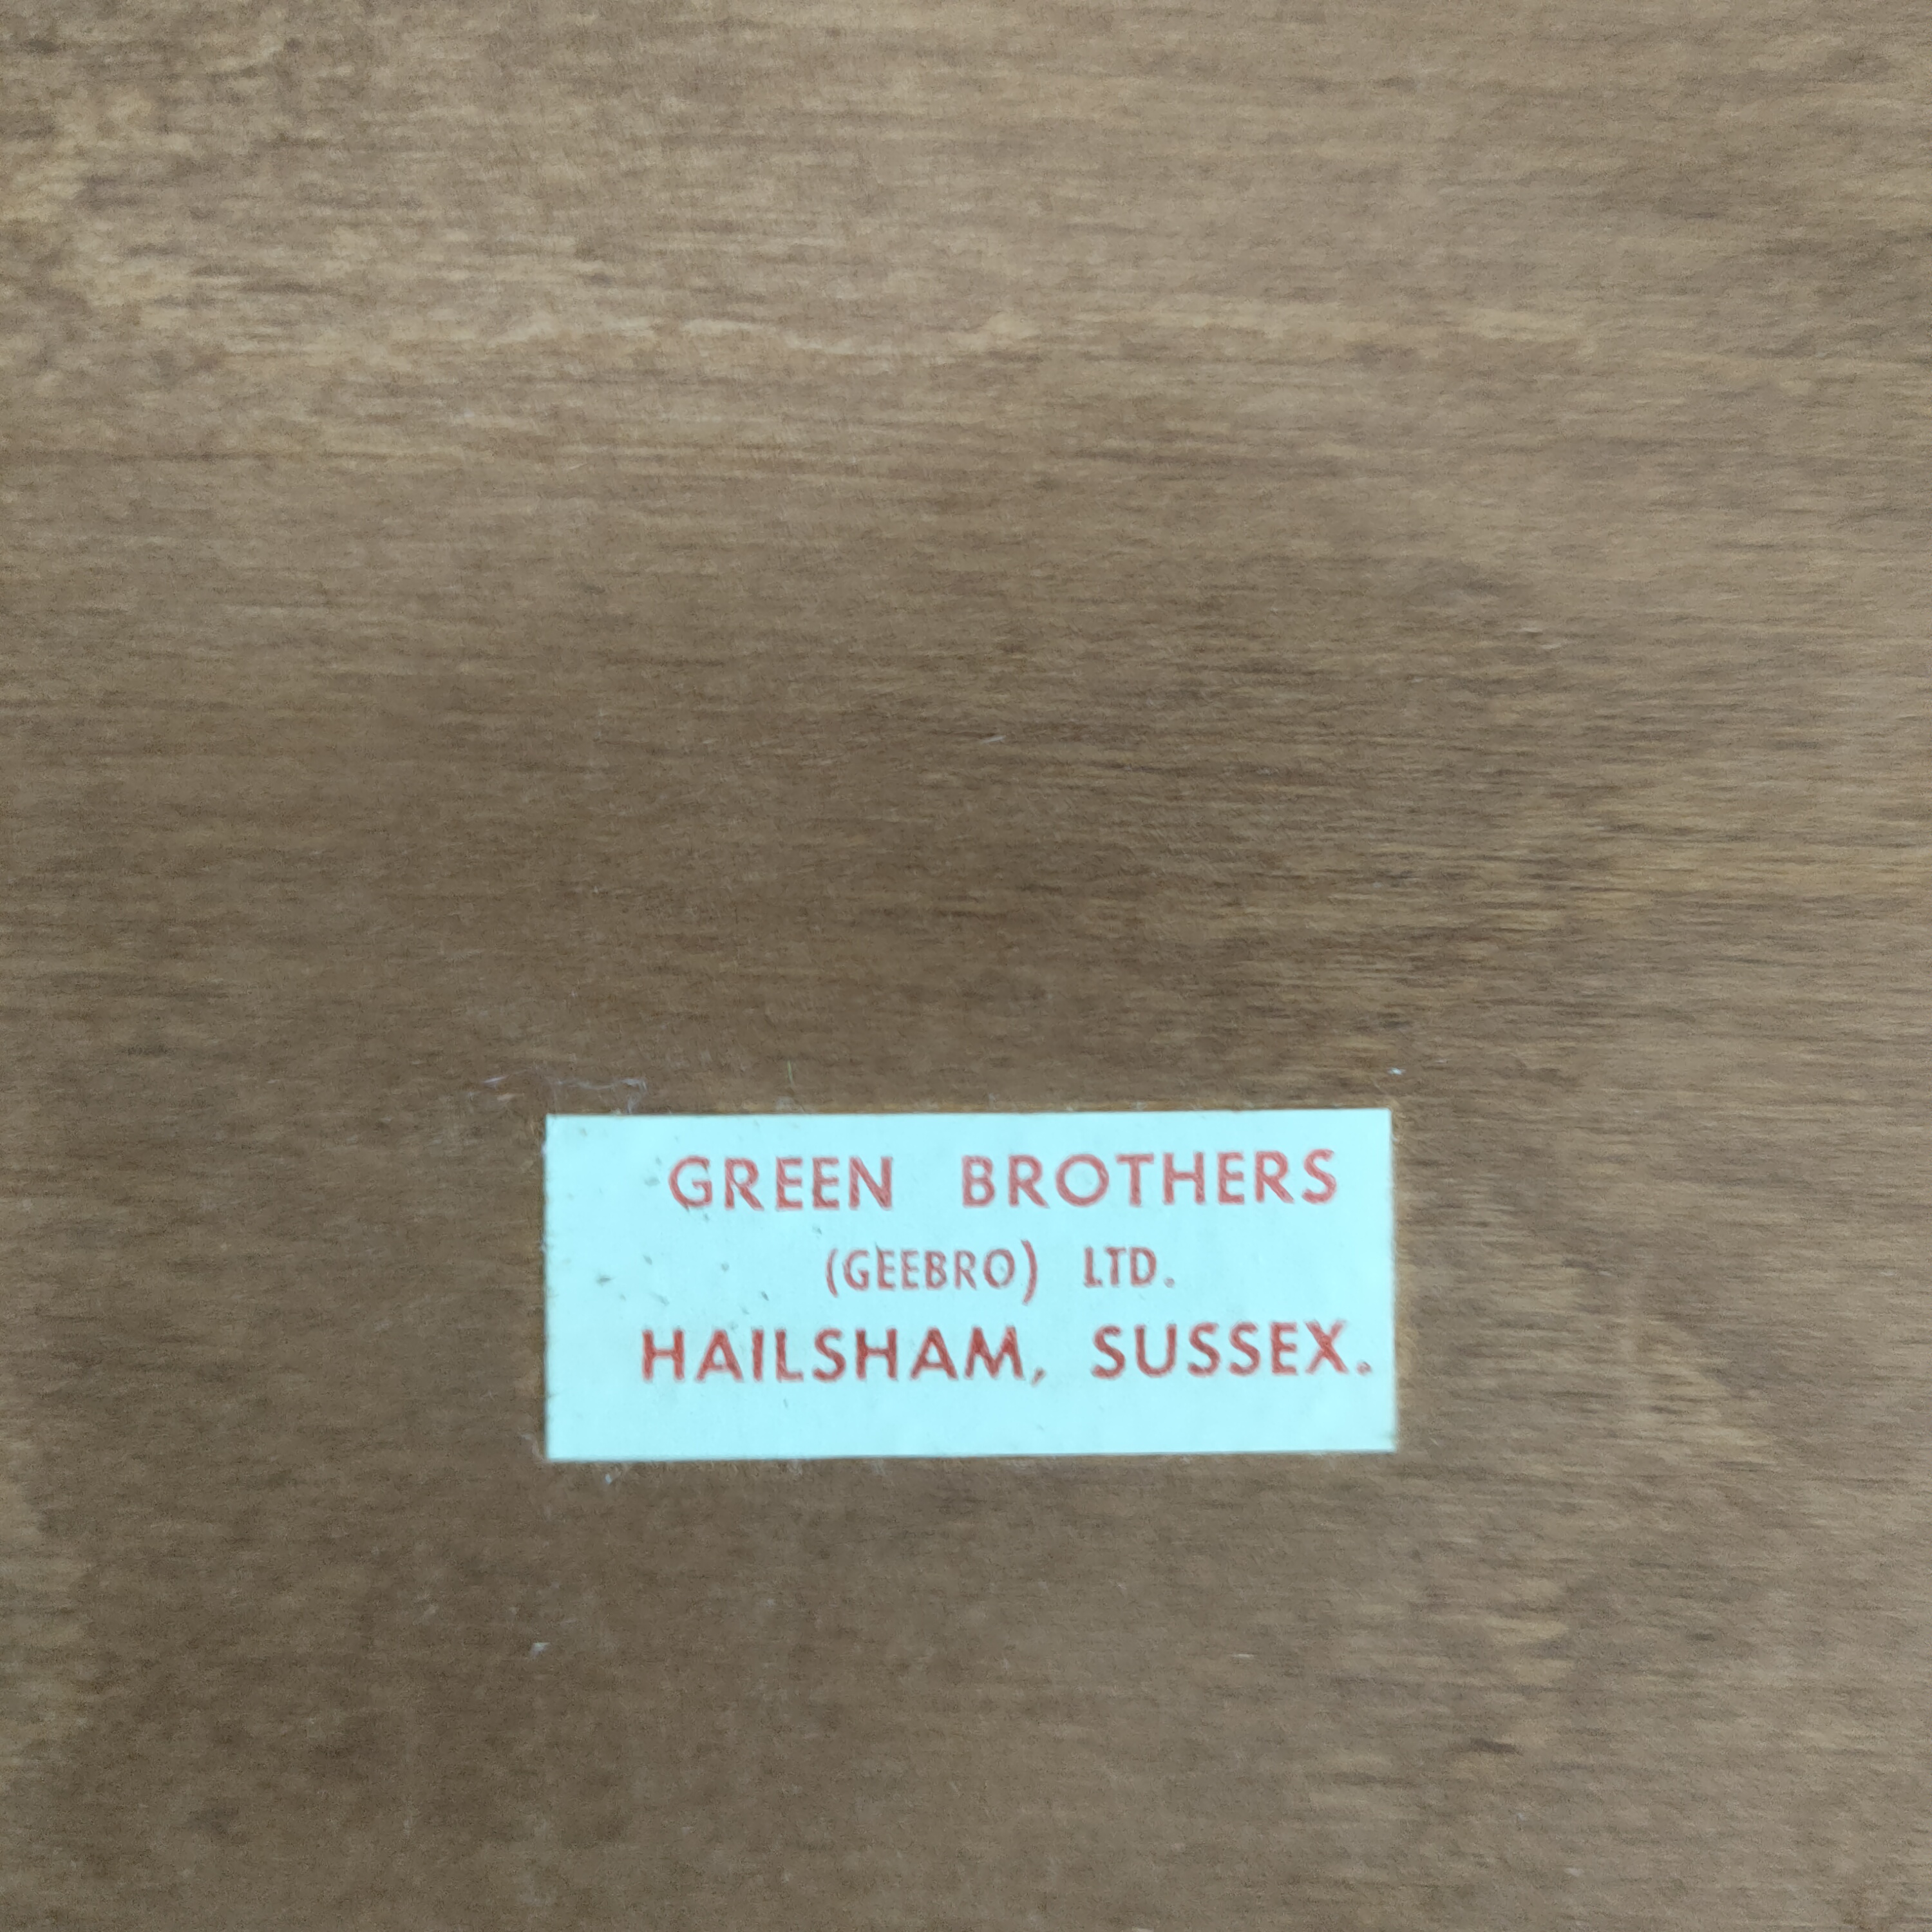 GREEN BROTHERS
(GEEBRO) LTD.
HAILSHAM, SUSSEX.